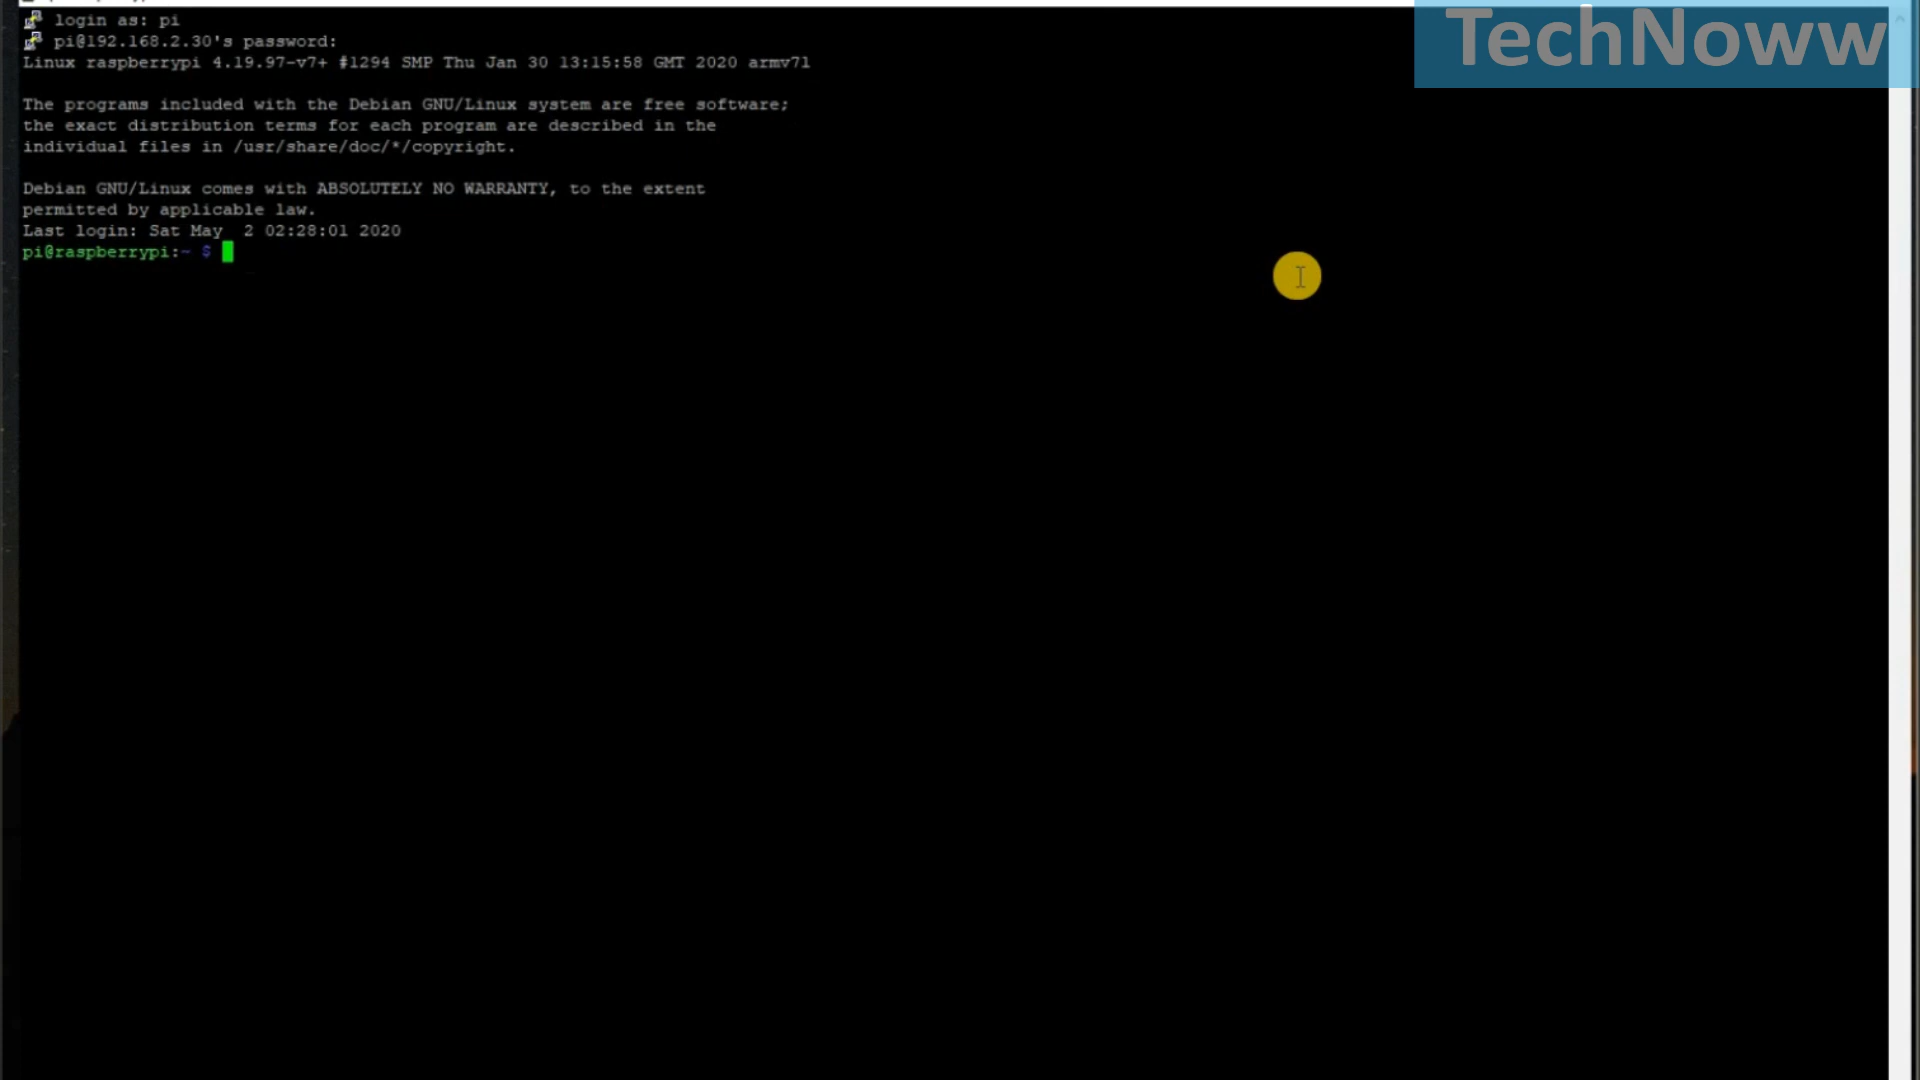 TechNoww
login as: pi
pi@192.168.2.30's password:
Linux raspberrypi 4.19.97-v7+ #1294 SMP Thu Jan 30 13:15:58 GMT 2020 armv7l
The programs included with the Debian GNU/Linux system are free software;
the exact distribution terms for each program are described in the
individual files in /usr/share/doc/*/copyright.
Debian GNU/Linux comes with ABSOLUTELY NO WARRANTY, to the extent
permitted by applicable law.
Last login: Sat May  2 02:28:01 2020
pi@raspberrypi:~ $